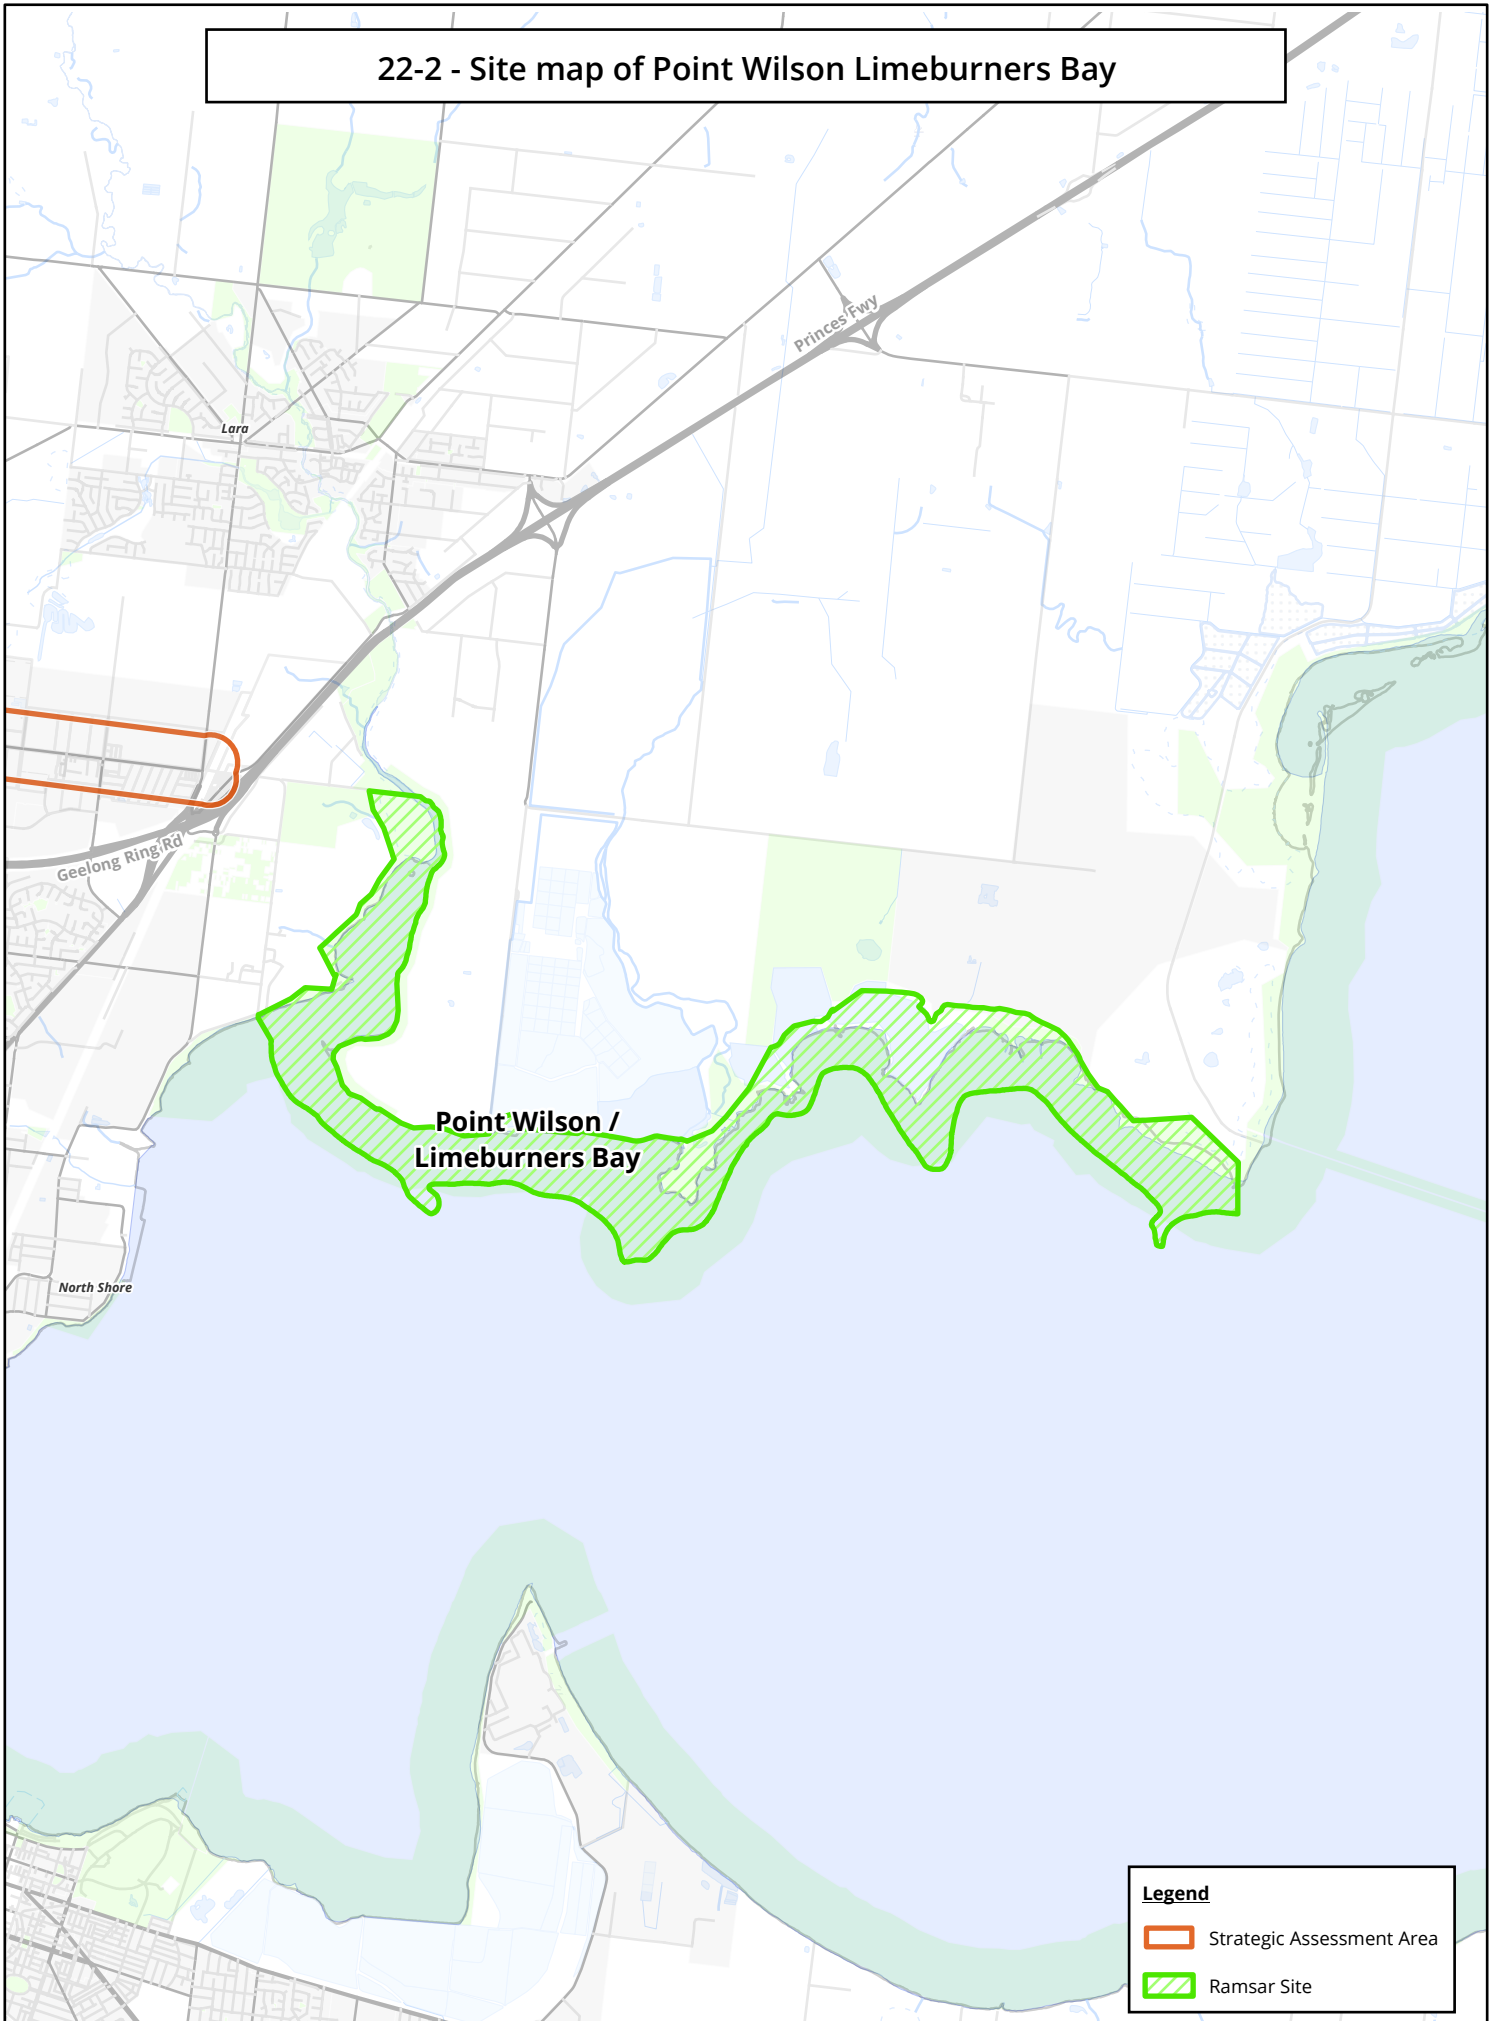 22-2 - Site map of Point Wilson Limeburners Bay
Princes Fwy
Lara
Geelong Ring Rd
Point Wilson /
Limeburners Bay
North Shore
Legend
Strategic Assessment Area
Ramsar Site